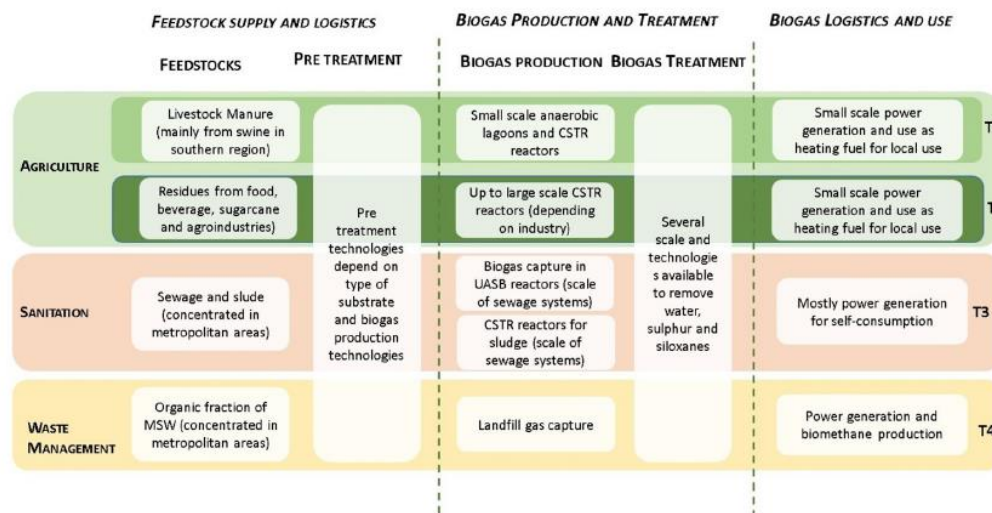 FEEDSTOCK SUPPLY AND LOGISTICS
BIOGAS PRODUCTION AND TREATMENT
BIOGAS LOGISTICS AND USE
FEEDSTOCKS
PRE TREATMENT
BIOGAS PRODUCTION
BIOGAS TREATMENT
AGRICULTURE
Livestock Manure
(mainly from swine in
southern region)
Small scale anaerobic
lagoons and CSTR
reactors
Small scale power
generation and use as
heating fuel for local use
T
Residues from food,
beverage, sugarcane
and agroindustries)
Up to large scale CSTR
reactors (depending
on industry)
Small scale power
generation and use as
heating fuel for local use
T
Pre
treatment
technologies
depend on
type of
substrate
and biogas
production
technologies
Several
scale and
technologie
s available
to remove
water,
sulphur and
siloxanes
SANITATION
Sewage and slude
(concentrated in
metropolitan areas)
Biogas capture in
UASB reactors (scale
of sewage systems)
CSTR reactors for
sludge (scale of
sewage systems)
Mostly power generation
for self-consumption
T3
WASTE
MANAGEMENT
Organic fraction of
MSW (concentrated in
metropolitan areas)
Landfill gas capture
Power generation and
biomethane production
T4